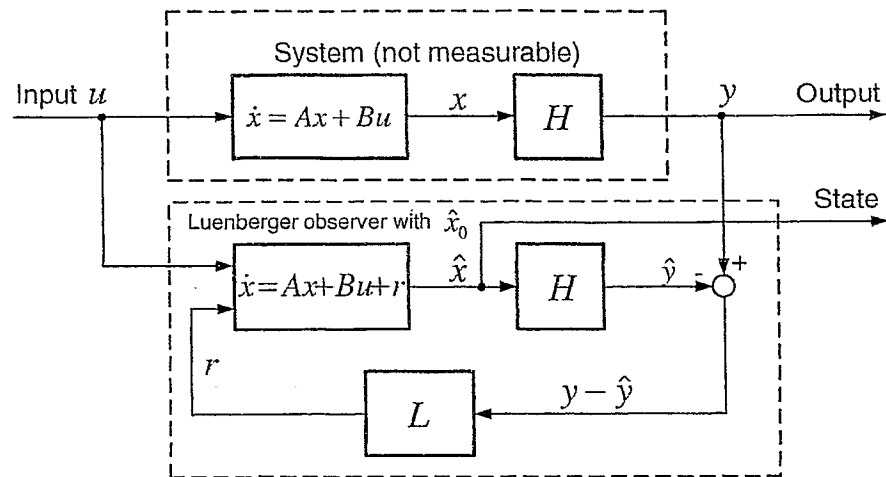 System (not measurable)
Input u
ẋ = Ax + Bu
x
H
y
Output
State
Luenberger observer with x̂₀
ẋ=Ax+Bu+r
x̂
H
ŷ
-
+
r
L
y − ŷ